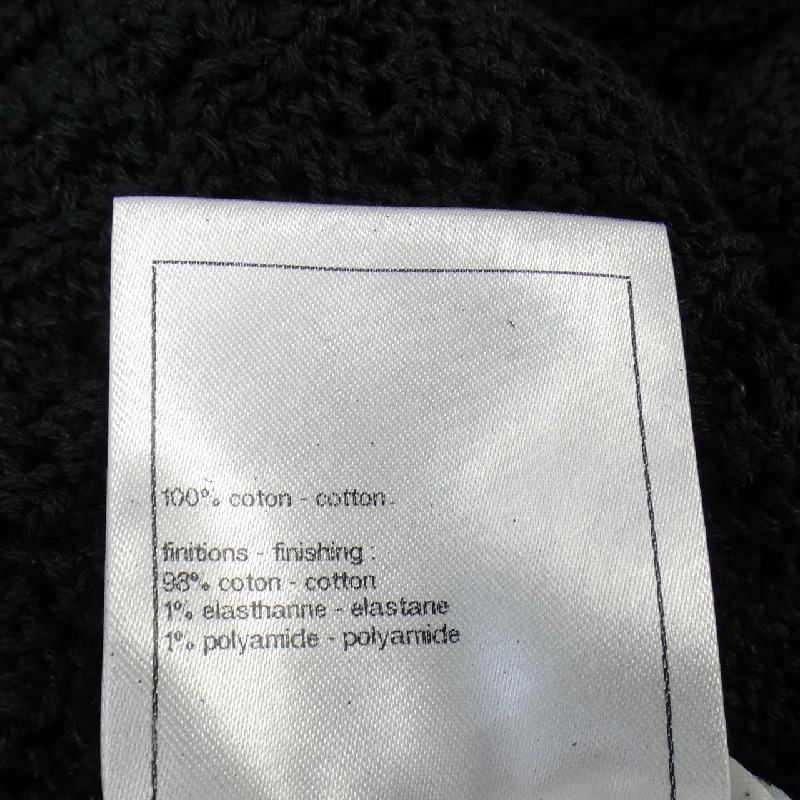 100% coton - cotton
finitions - finishing :
98% coton - cotton
1% elasthanne - elastane
1% polyamide - polyamide